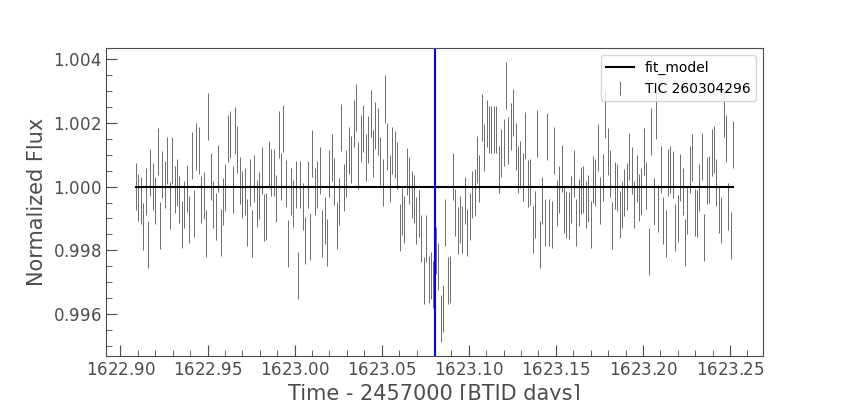 1.004
1.002
1.000
0.998
0.996
Normalized Flux
fit_model
TIC 260304296
1622.90 1622.95 1623.00 1623.05 1623.10 1623.15 1623.20 1623.25
Time - 2457000 [BTJD days]